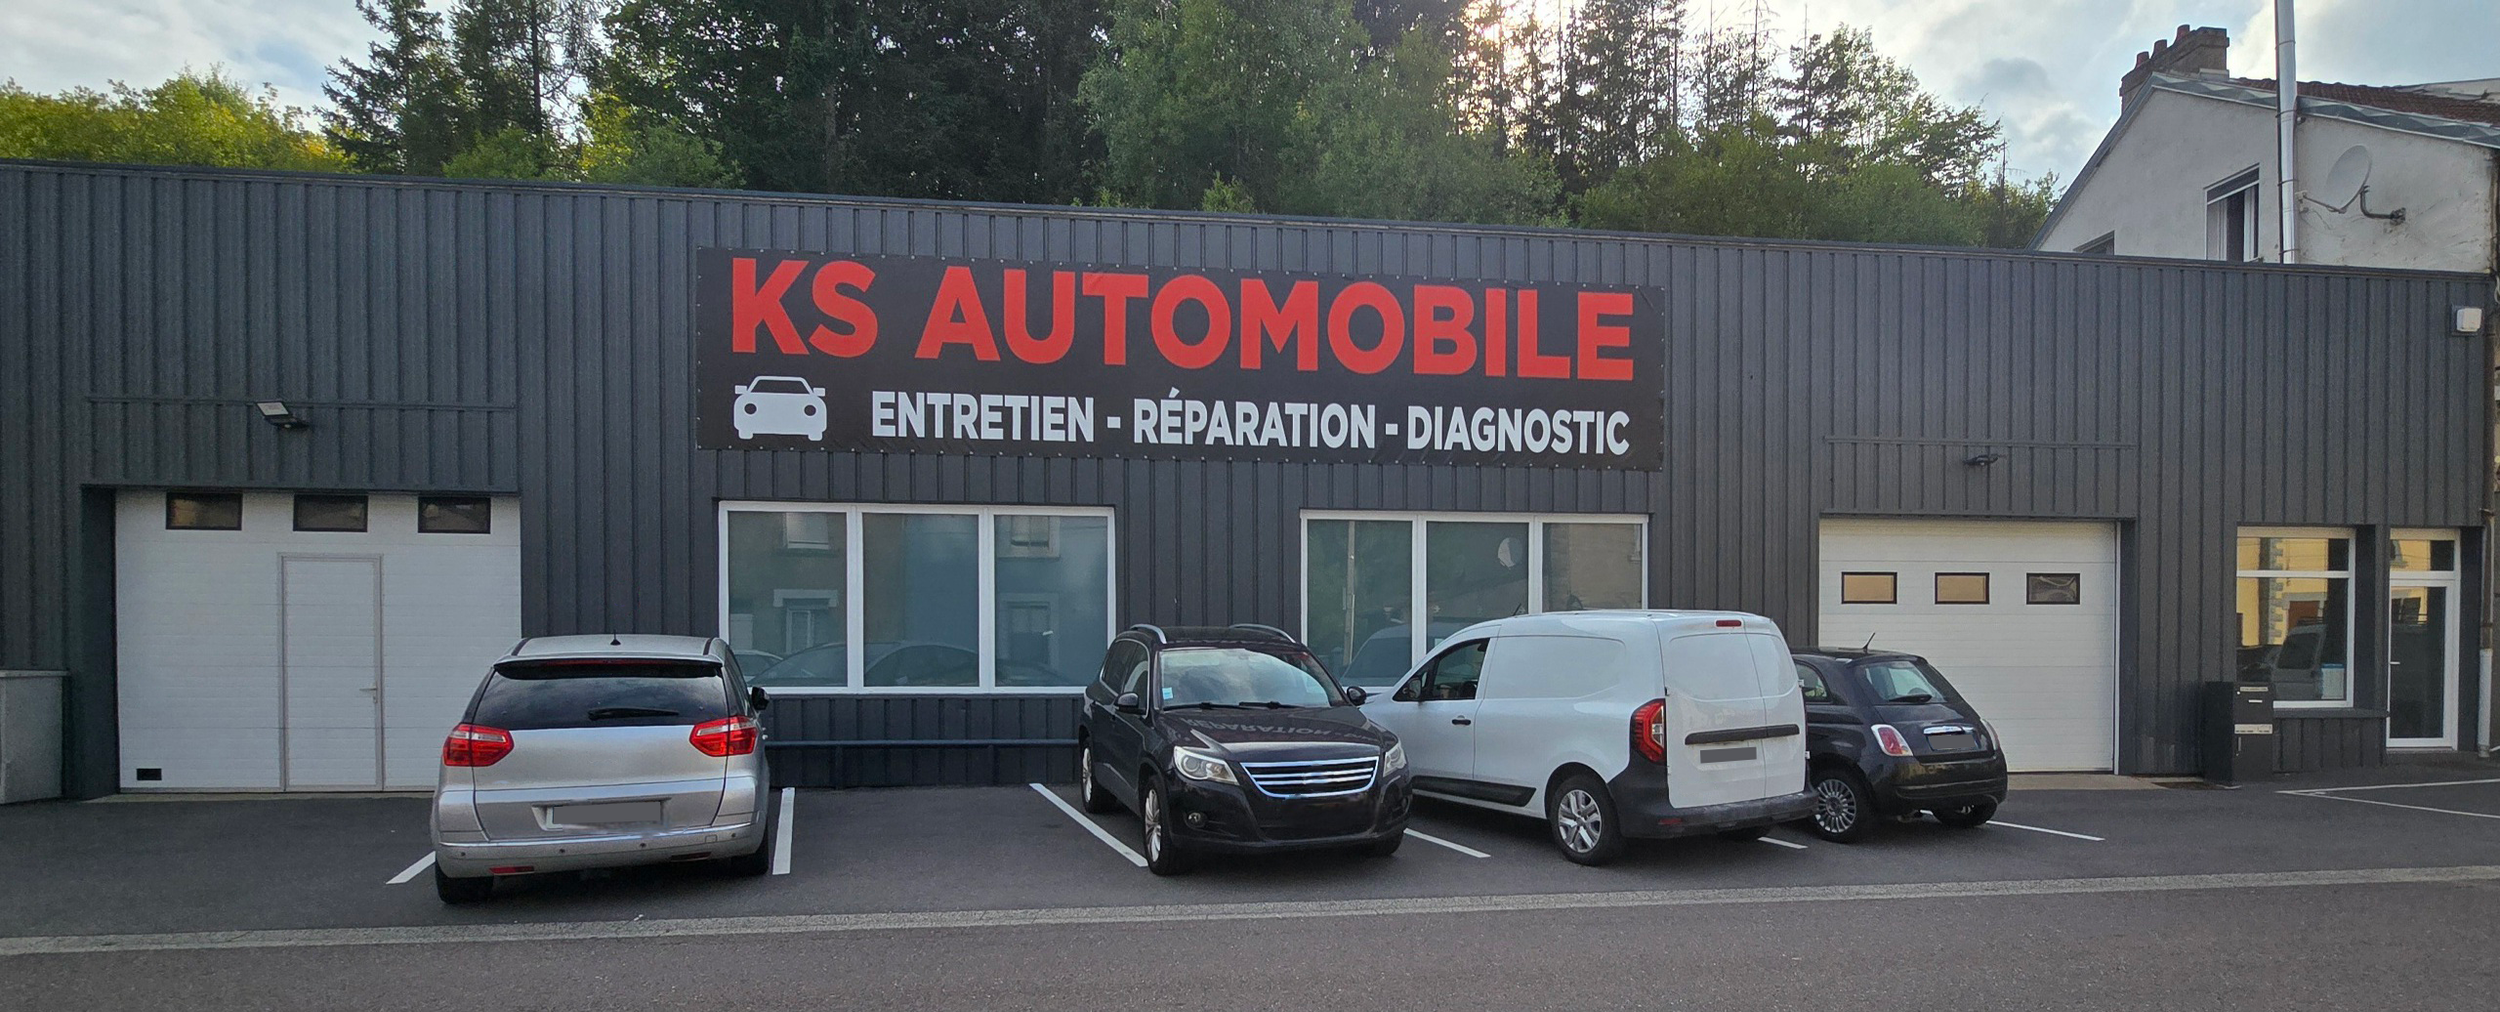 KS AUTOMOBILE
ENTRETIEN - RÉPARATION - DIAGNOSTIC